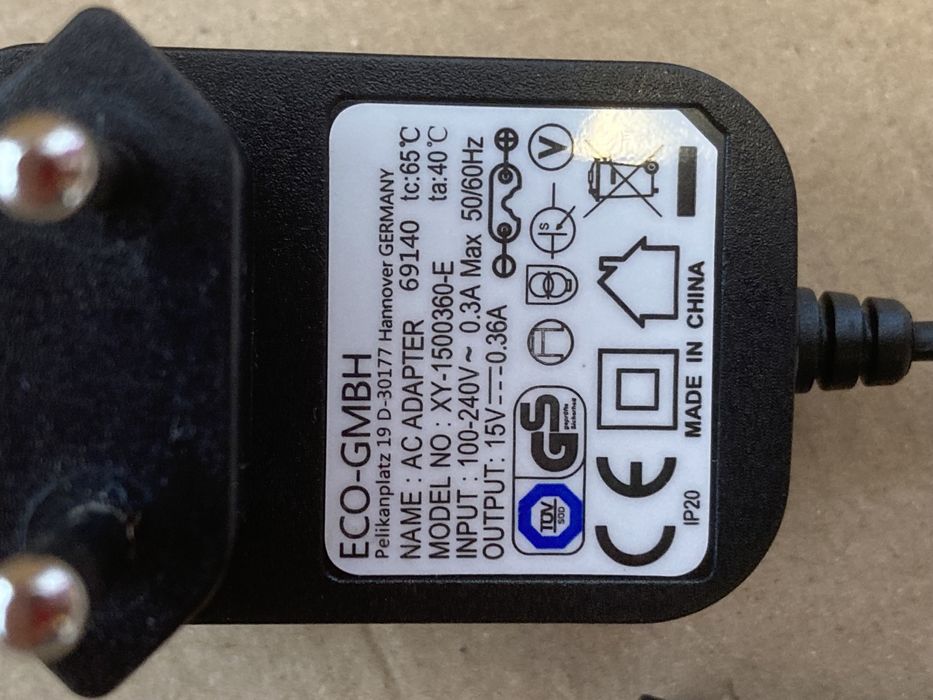 ECO-GMBH
Pelikanplatz 19 D-30177 Hannover GERMANY
NAME : AC ADAPTER 69140 tc:65℃
MODEL NO : XY-1500360-E ta:40℃
INPUT : 100-240V ~ 0.3A Max 50/60Hz
OUTPUT: 15V⎓0.36A
TÜV
SÜD
GS
geprüfte
Sicherheit
S
V
CE
IP20
MADE IN CHINA